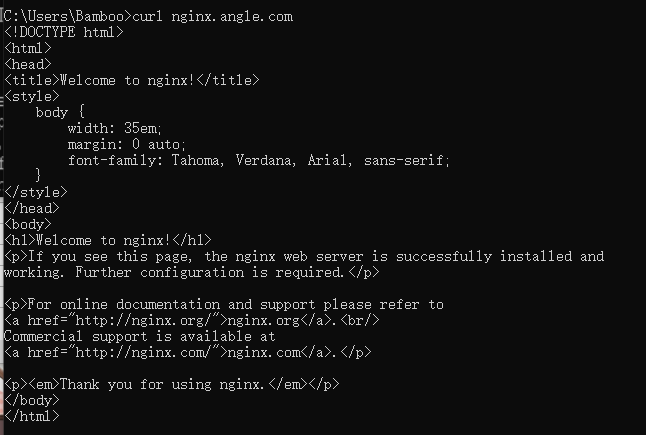 C:\Users\Bamboo>curl nginx.angle.com
<!DOCTYPE html>
<html>
<head>
<title>Welcome to nginx!</title>
<style>
    body {
        width: 35em;
        margin: 0 auto;
        font-family: Tahoma, Verdana, Arial, sans-serif;
    }
</style>
</head>
<body>
<h1>Welcome to nginx!</h1>
<p>If you see this page, the nginx web server is successfully installed and
working. Further configuration is required.</p>

<p>For online documentation and support please refer to
<a href="http://nginx.org/">nginx.org</a>.<br/>
Commercial support is available at
<a href="http://nginx.com/">nginx.com</a>.</p>

<p><em>Thank you for using nginx.</em></p>
</body>
</html>